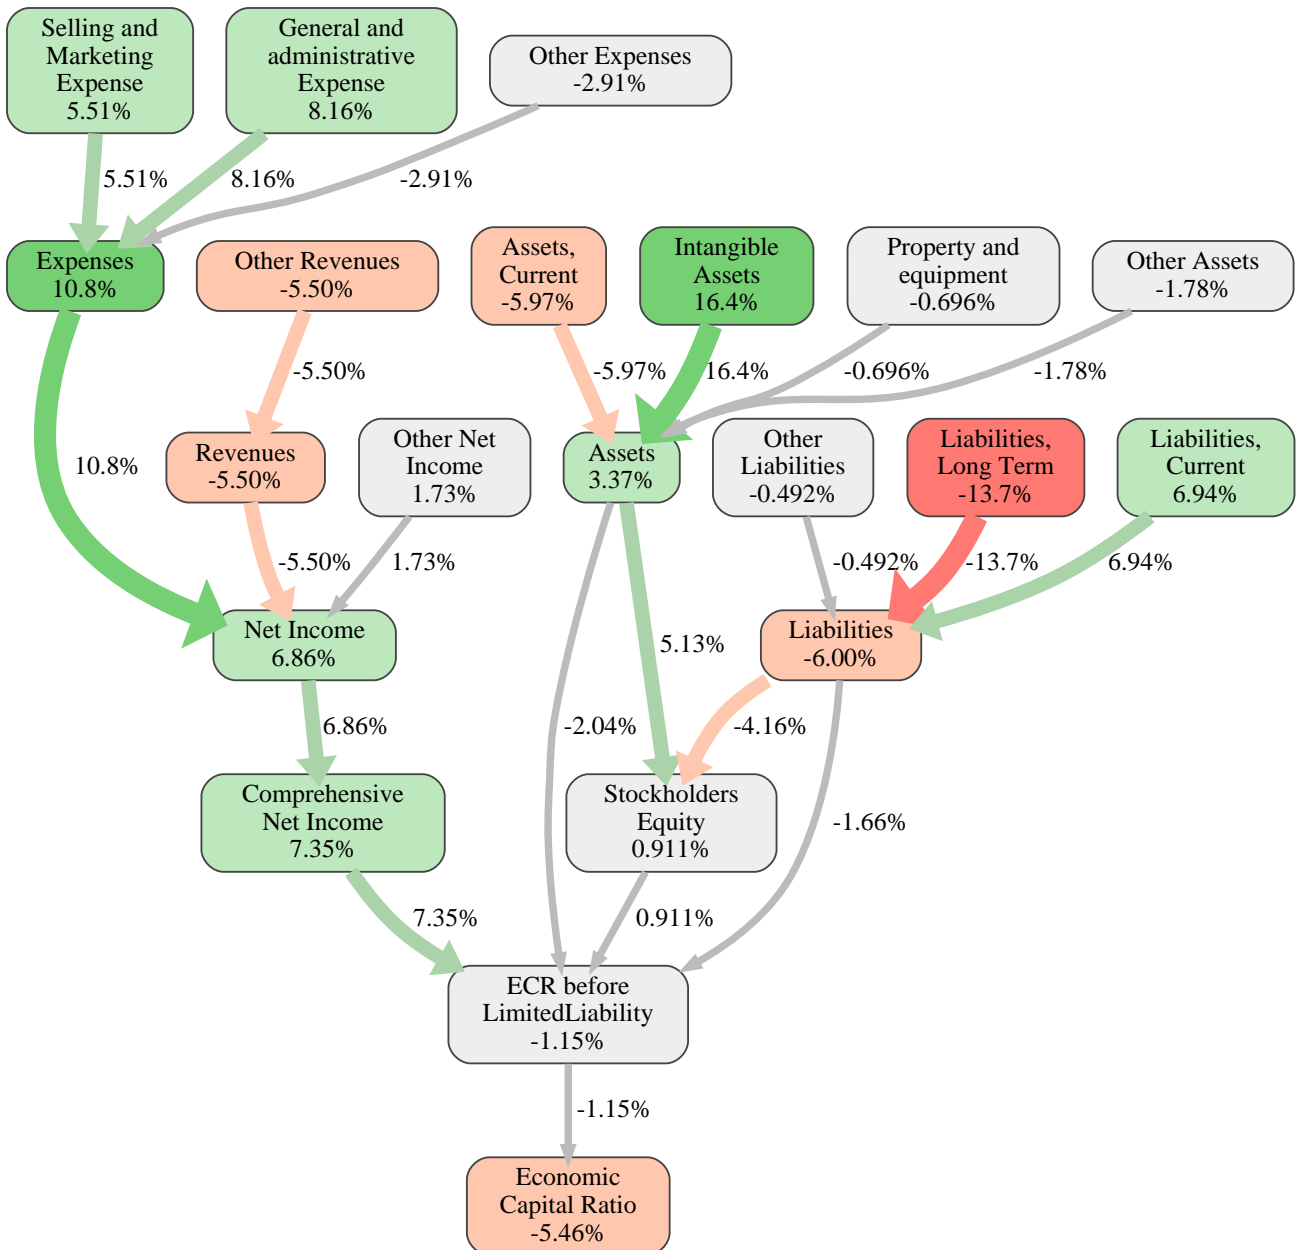 Selling and
Marketing
Expense
5.51%
General and
administrative
Expense
8.16%
Other Expenses
-2.91%
5.51%
8.16%
-2.91%
Expenses
10.8%
Other Revenues
-5.50%
Assets,
Current
-5.97%
Intangible
Assets
16.4%
Property and
equipment
-0.696%
Other Assets
-1.78%
-5.50%
-5.97%
16.4%
-0.696%
-1.78%
10.8%
Revenues
-5.50%
Other Net
Income
1.73%
Assets
3.37%
Other
Liabilities
-0.492%
Liabilities,
Long Term
-13.7%
Liabilities,
Current
6.94%
-5.50%
1.73%
-0.492%
-13.7%
6.94%
Net Income
6.86%
5.13%
Liabilities
-6.00%
6.86%
-2.04%
-4.16%
Comprehensive
Net Income
7.35%
Stockholders
Equity
0.911%
-1.66%
7.35%
0.911%
ECR before
LimitedLiability
-1.15%
-1.15%
Economic
Capital Ratio
-5.46%